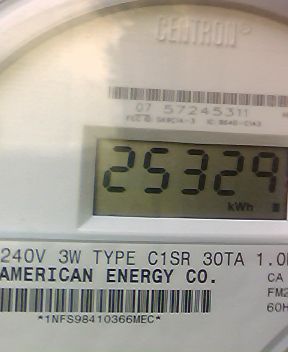 CENTRON®
07 57245311
25329
kWh
240V 3W TYPE C1SR 30TA 1.0
AMERICAN ENERGY CO.
CA
FM2
60H
*1NFS98410366MEC*